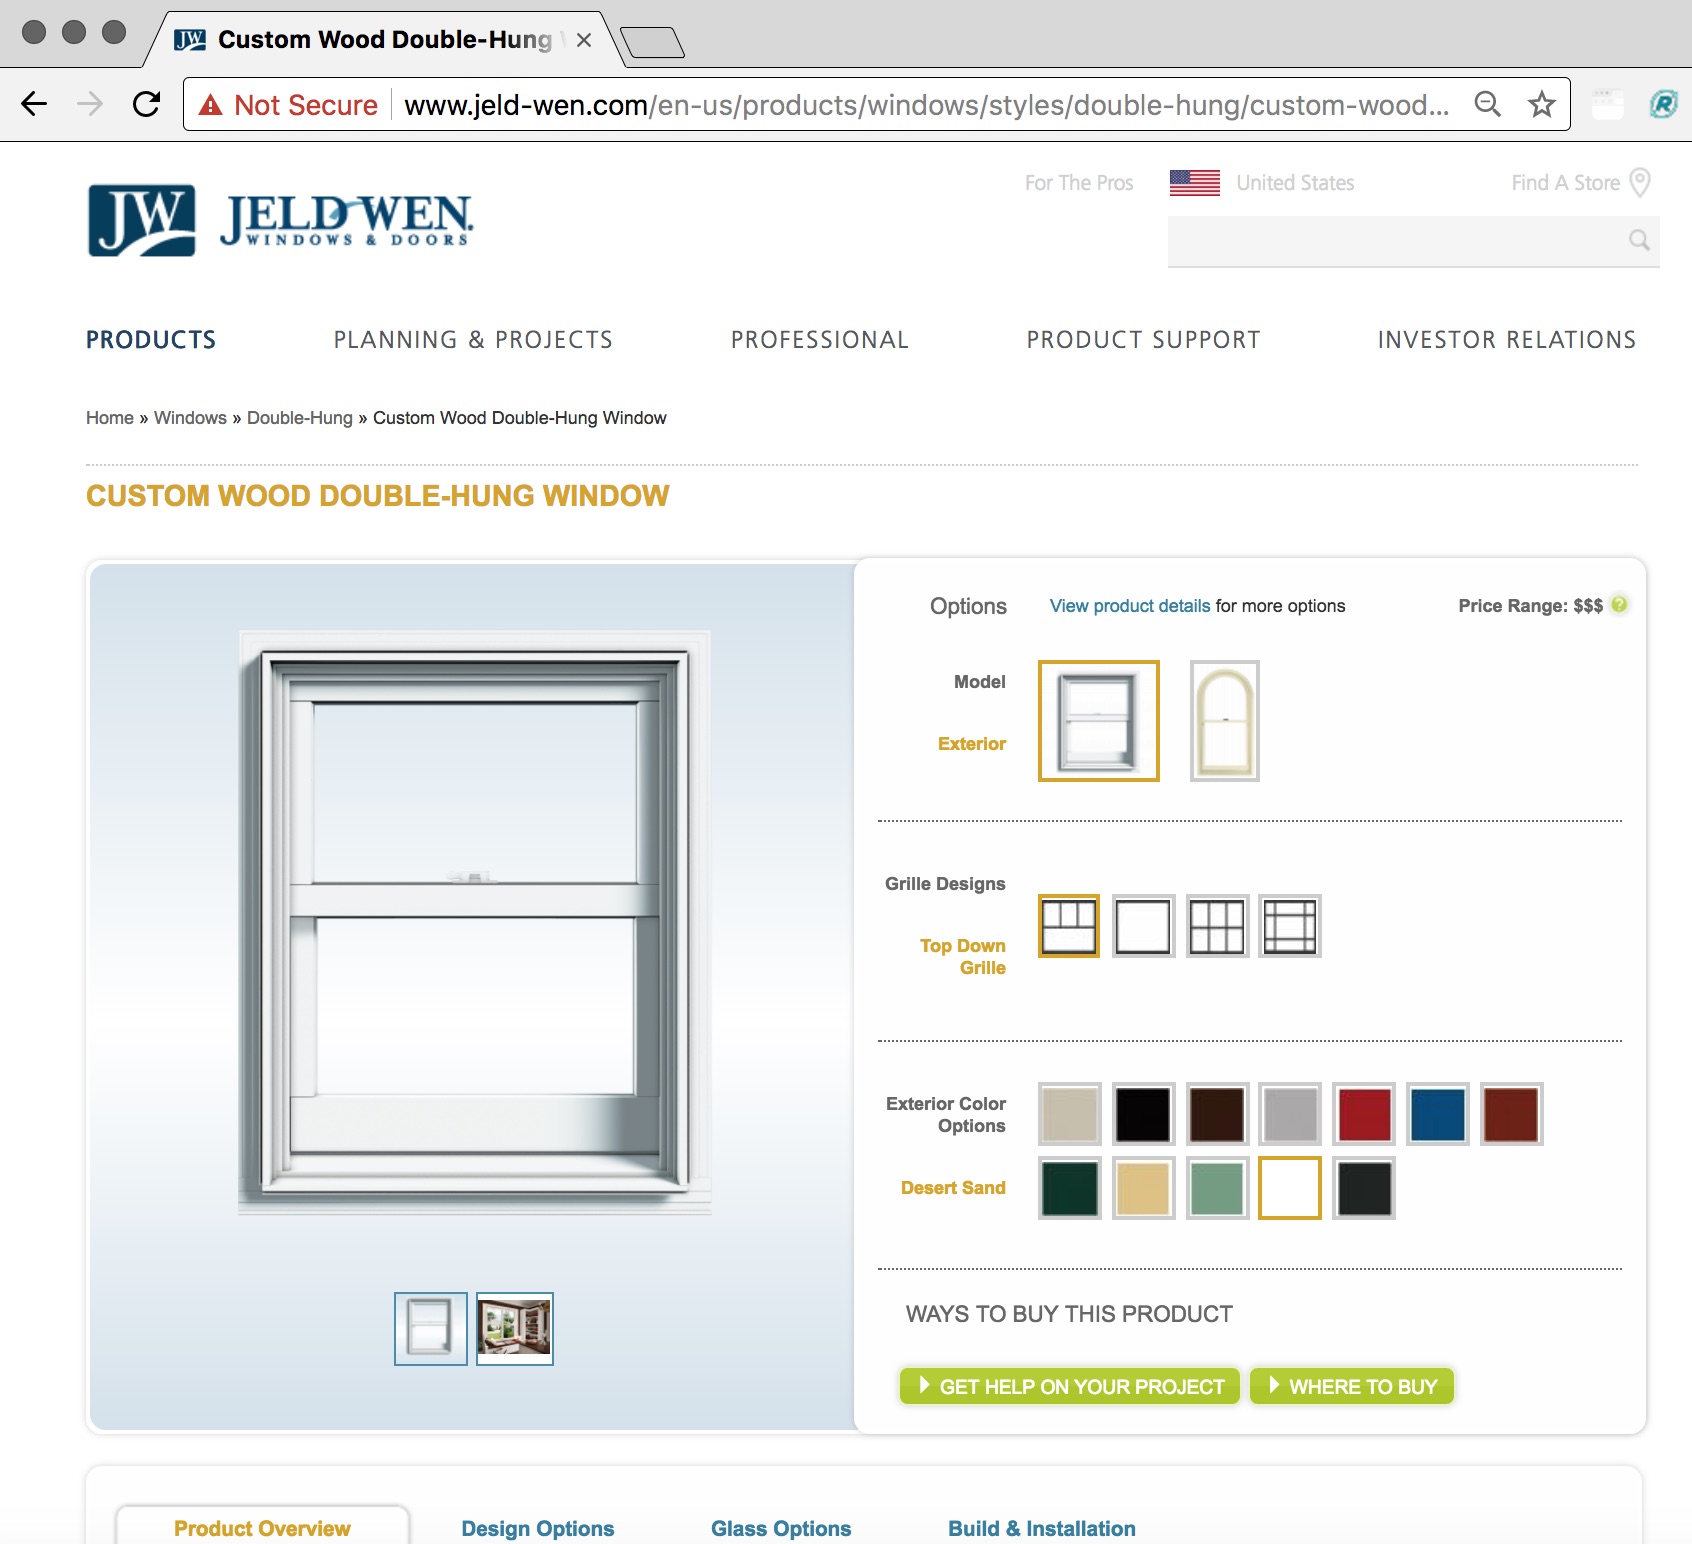 JW Custom Wood Double-Hung
Not Secure www.jeld-wen.com/en-us/products/windows/styles/double-hung/custom-wood...
R
For The Pros United States Find A Store
JW JELD-WEN.
WINDOWS & DOORS
PRODUCTS PLANNING & PROJECTS PROFESSIONAL PRODUCT SUPPORT INVESTOR RELATIONS
Home » Windows » Double-Hung » Custom Wood Double-Hung Window
CUSTOM WOOD DOUBLE-HUNG WINDOW
Options View product details for more options Price Range: $$$ ?
Model
Exterior
Grille Designs
Top Down
Grille
Exterior Color
Options
Desert Sand
WAYS TO BUY THIS PRODUCT
GET HELP ON YOUR PROJECT WHERE TO BUY
Product Overview Design Options Glass Options Build & Installation